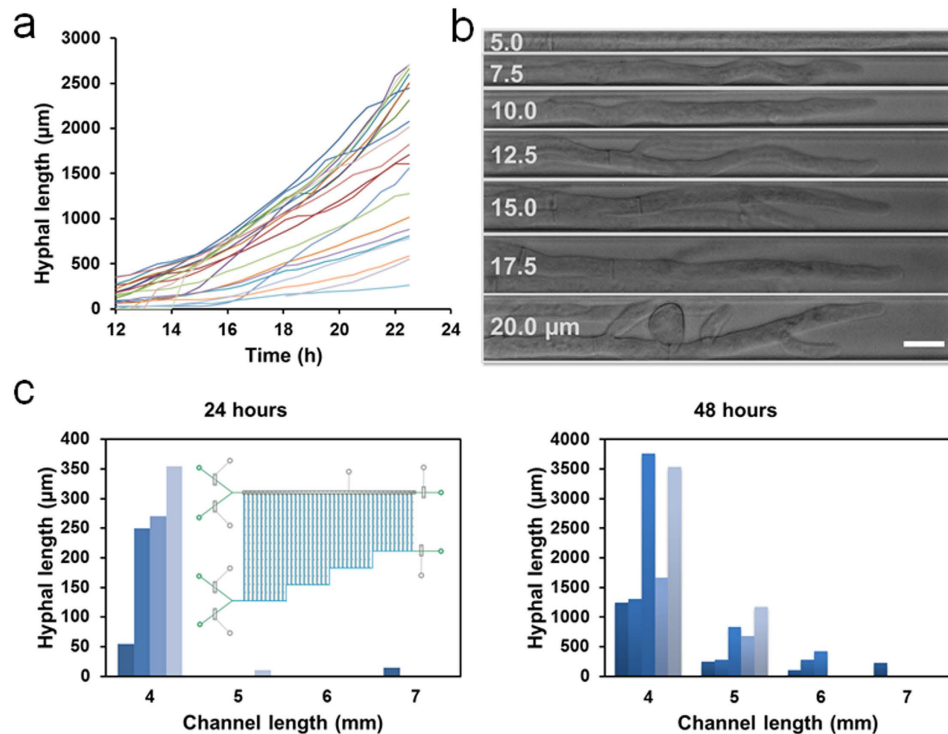 a
3000
2500
2000
1500
1000
500
0
12 14 16 18 20 22 24
Hyphal length (µm)
Time (h)
b
5.0
7.5
10.0
12.5
15.0
17.5
20.0 µm
c
24 hours
400
350
300
250
200
150
100
50
0
4 5 6 7
Hyphal length (µm)
Channel length (mm)
48 hours
4000
3500
3000
2500
2000
1500
1000
500
0
4 5 6 7
Hyphal length (µm)
Channel length (mm)